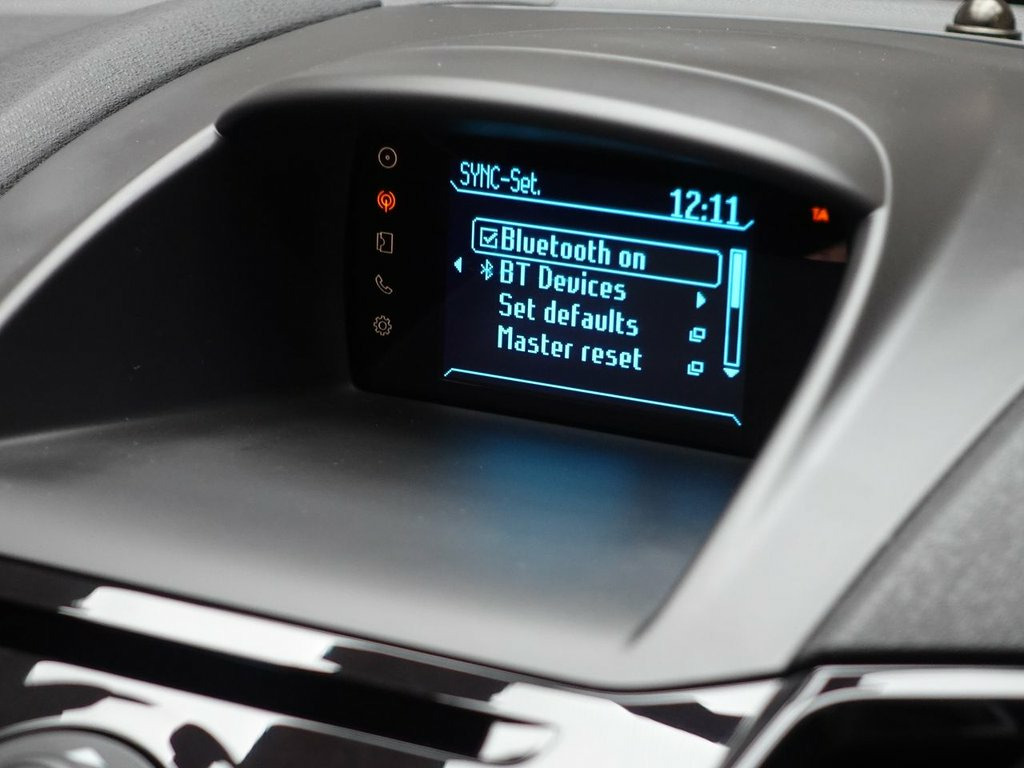 SYNC-Set.
12:11
TA
Bluetooth on
BT Devices
Set defaults
Master reset